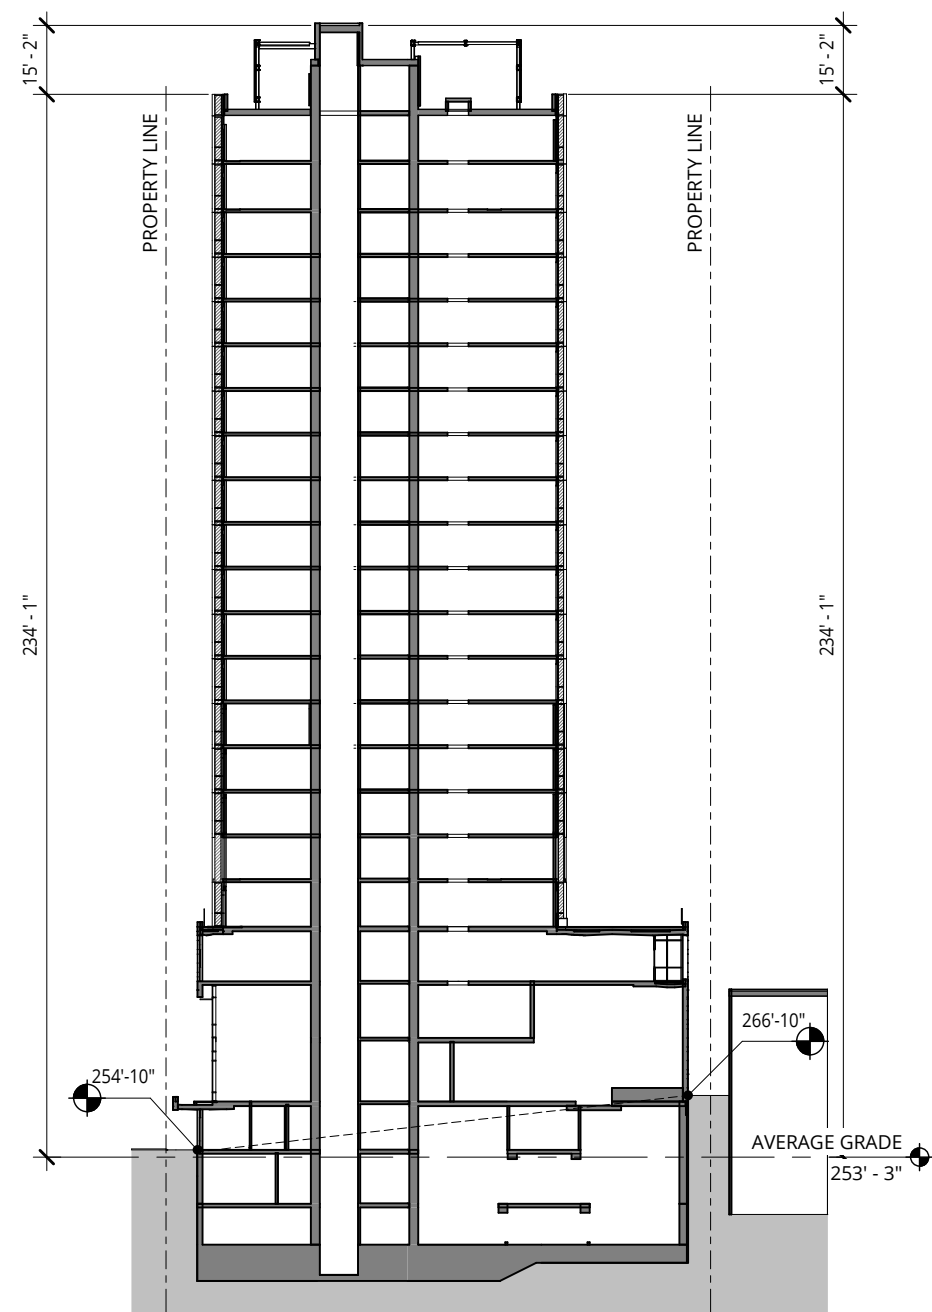 15' - 2"
15' - 2"
PROPERTY LINE
PROPERTY LINE
234' - 1"
234' - 1"
266'-10"
254'-10"
AVERAGE GRADE
253' - 3"